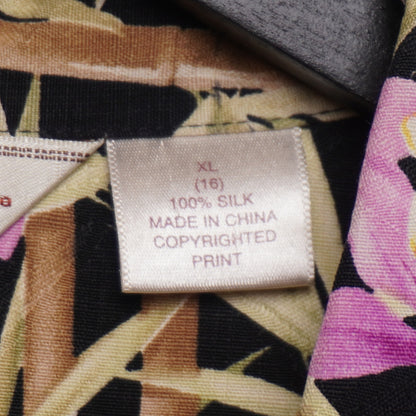 XL
(16)
100% SILK
MADE IN CHINA
COPYRIGHTED
PRINT